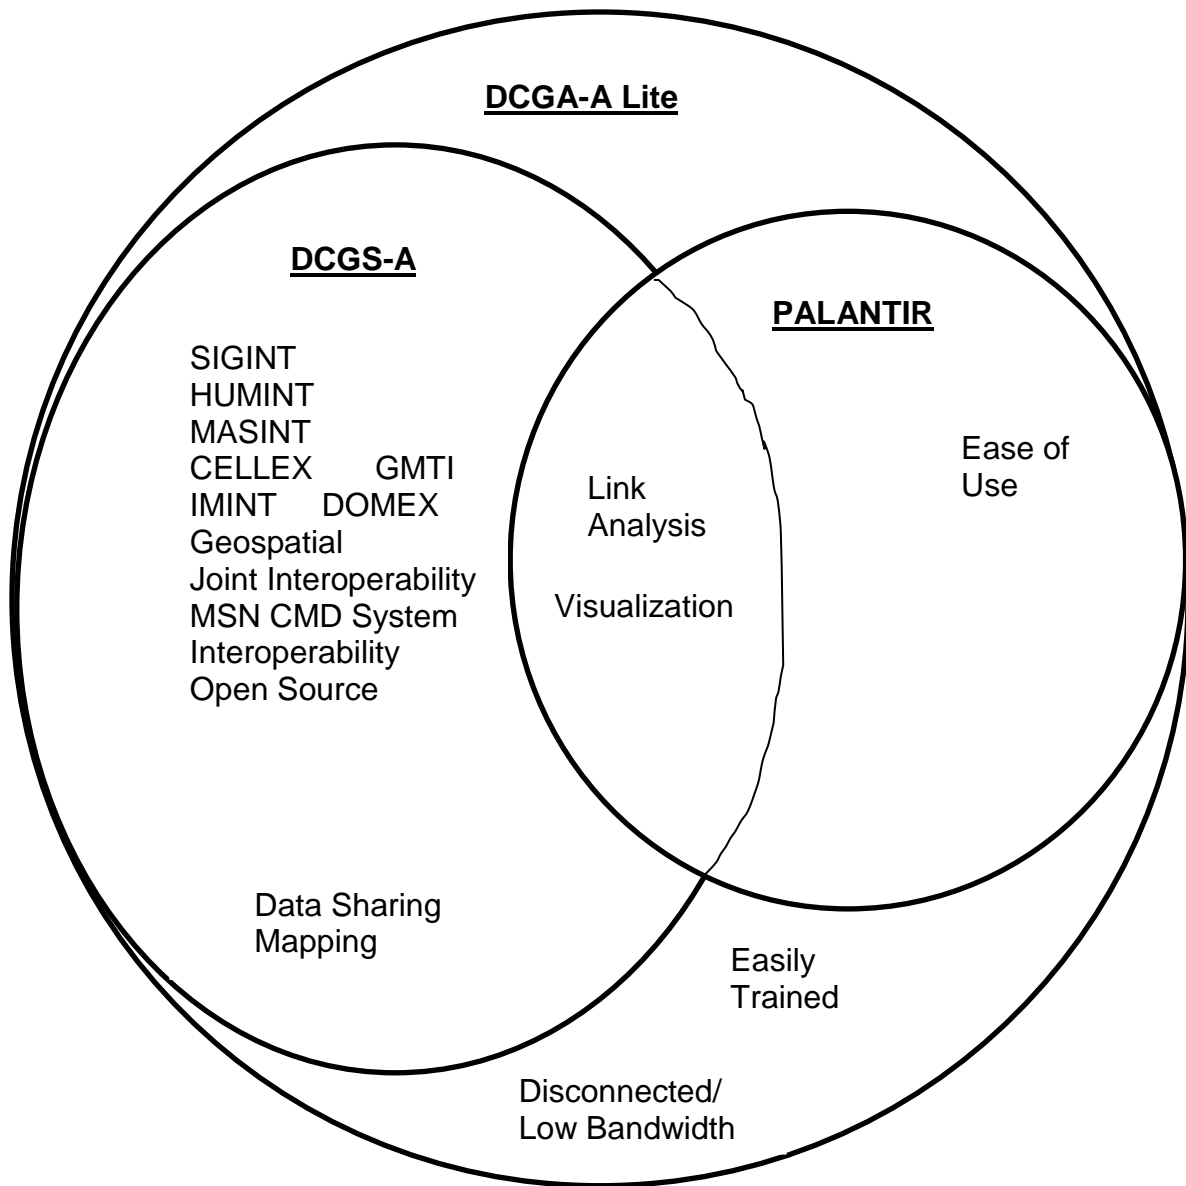 DCGA-A Lite
DCGS-A
SIGINT
HUMINT
MASINT
CELLEX GMTI
IMINT DOMEX
Geospatial
Joint Interoperability
MSN CMD System
Interoperability
Open Source
Data Sharing
Mapping
Link
Analysis
Visualization
PALANTIR
Ease of
Use
Easily
Trained
Disconnected/
Low Bandwidth